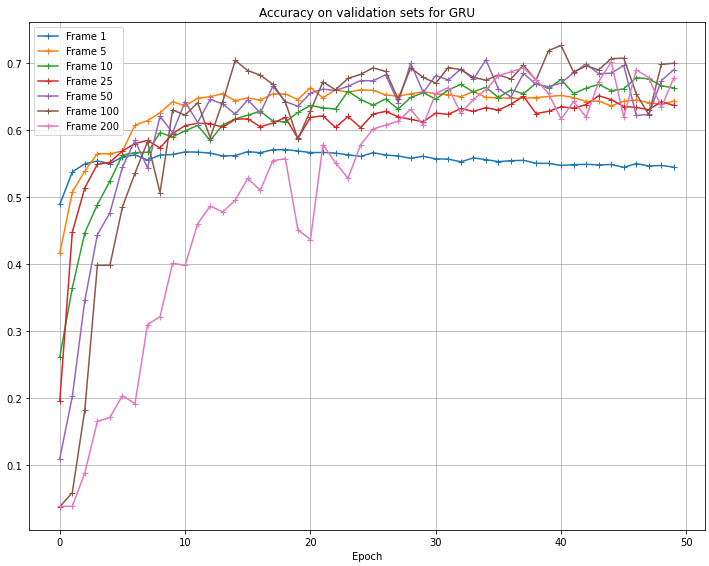 Accuracy on validation sets for GRU
Frame 1
Frame 5
Frame 10
Frame 25
Frame 50
Frame 100
Frame 200
0.7
0.6
0.5
0.4
0.3
0.2
0.1
0 10 20 30 40 50
Epoch